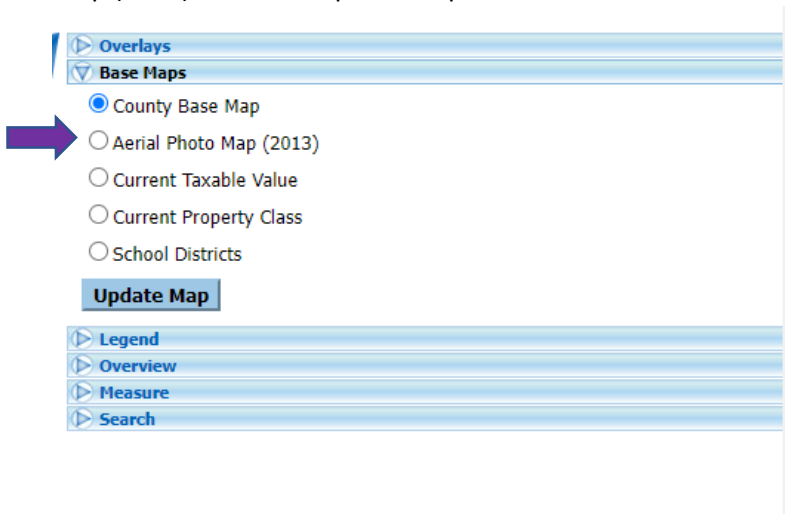 Overlays
Base Maps
County Base Map
Aerial Photo Map (2013)
Current Taxable Value
Current Property Class
School Districts
Update Map
Legend
Overview
Measure
Search